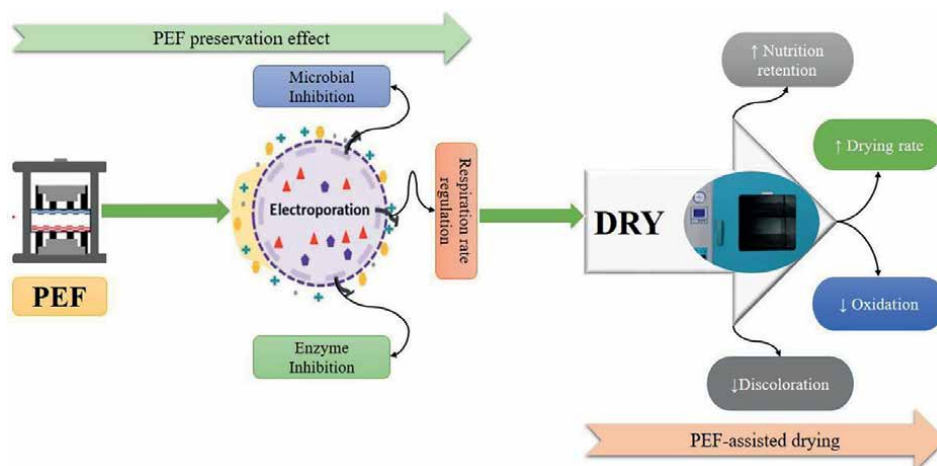 PEF preservation effect
Microbial
Inhibition
PEF
Electroporation
Respiration rate
regulation
Enzyme
Inhibition
DRY
↑ Nutrition
retention
↑ Drying rate
↓ Oxidation
↓Discoloration
PEF-assisted drying